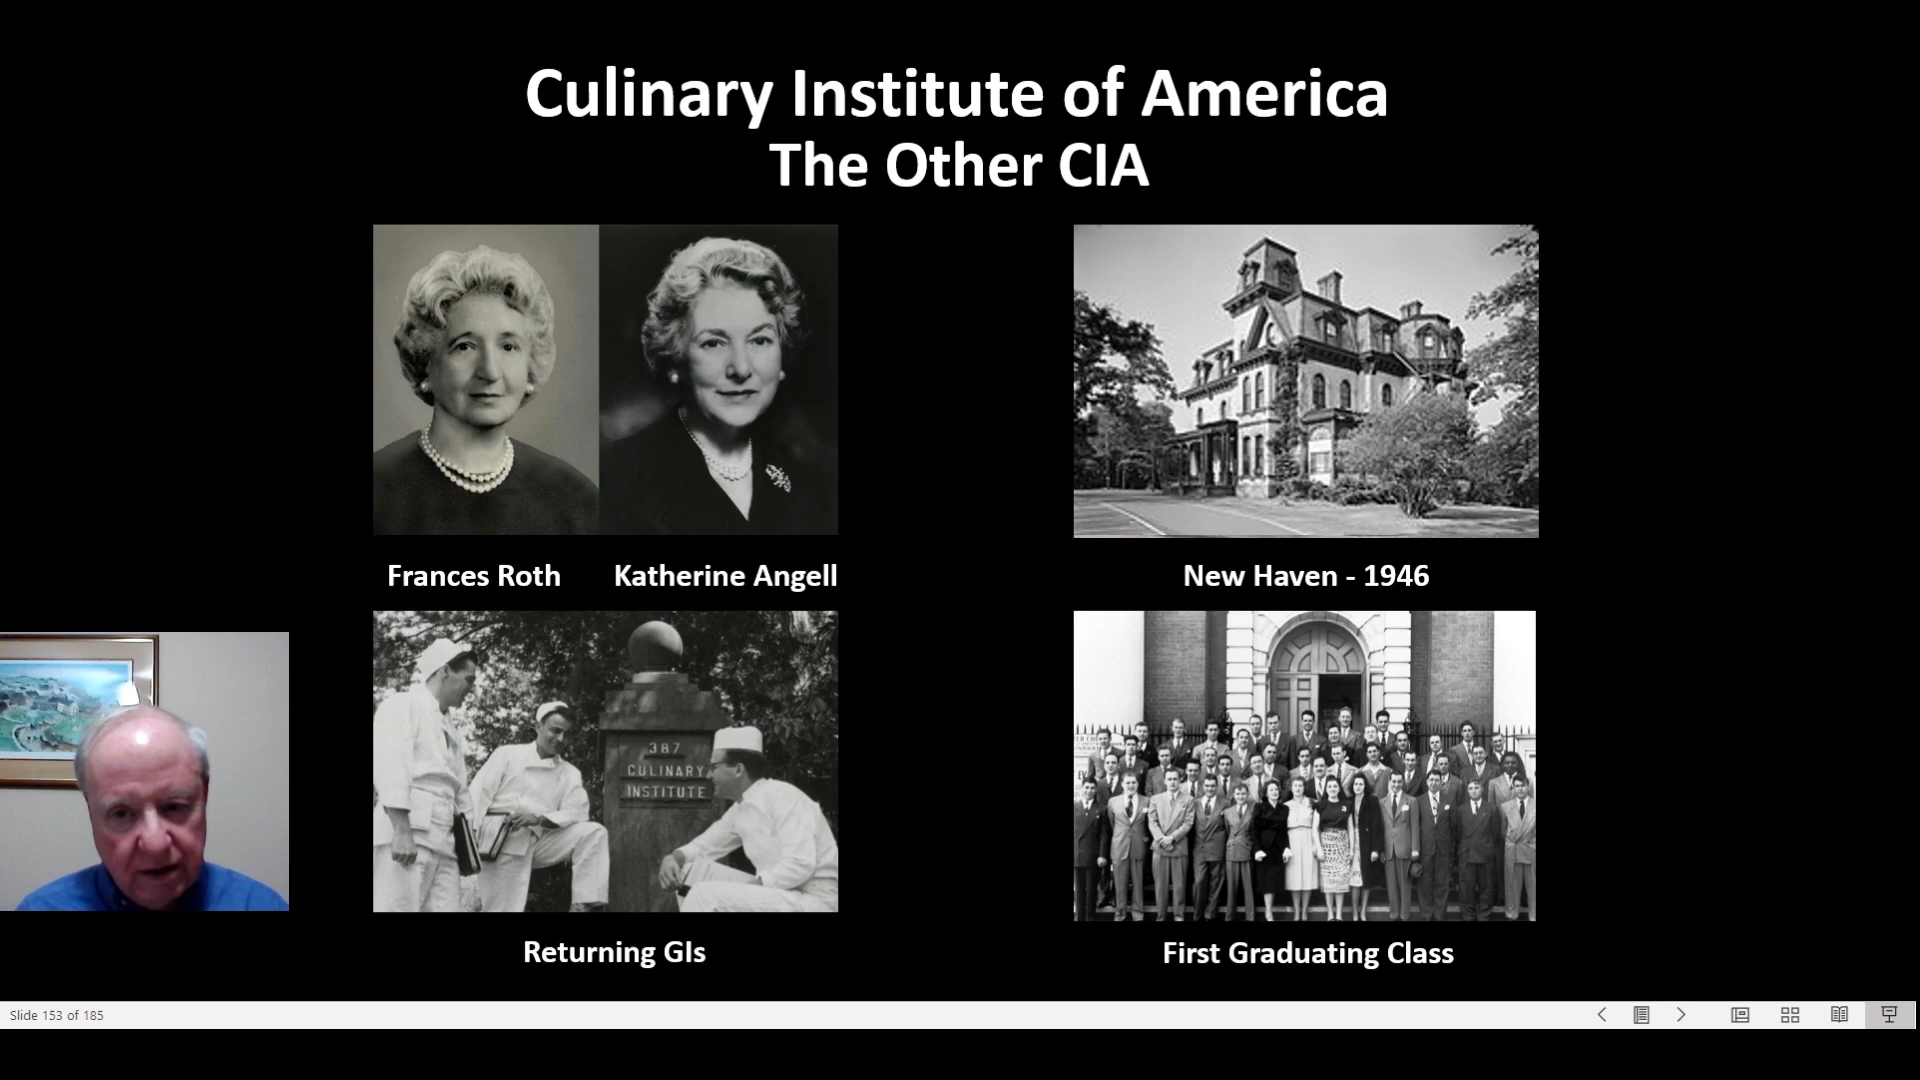 Culinary Institute of America
The Other CIA
Frances Roth
Katherine Angell
New Haven - 1946
387
CULINARY
INSTITUTE
Returning GIs
First Graduating Class
Slide 153 of 185